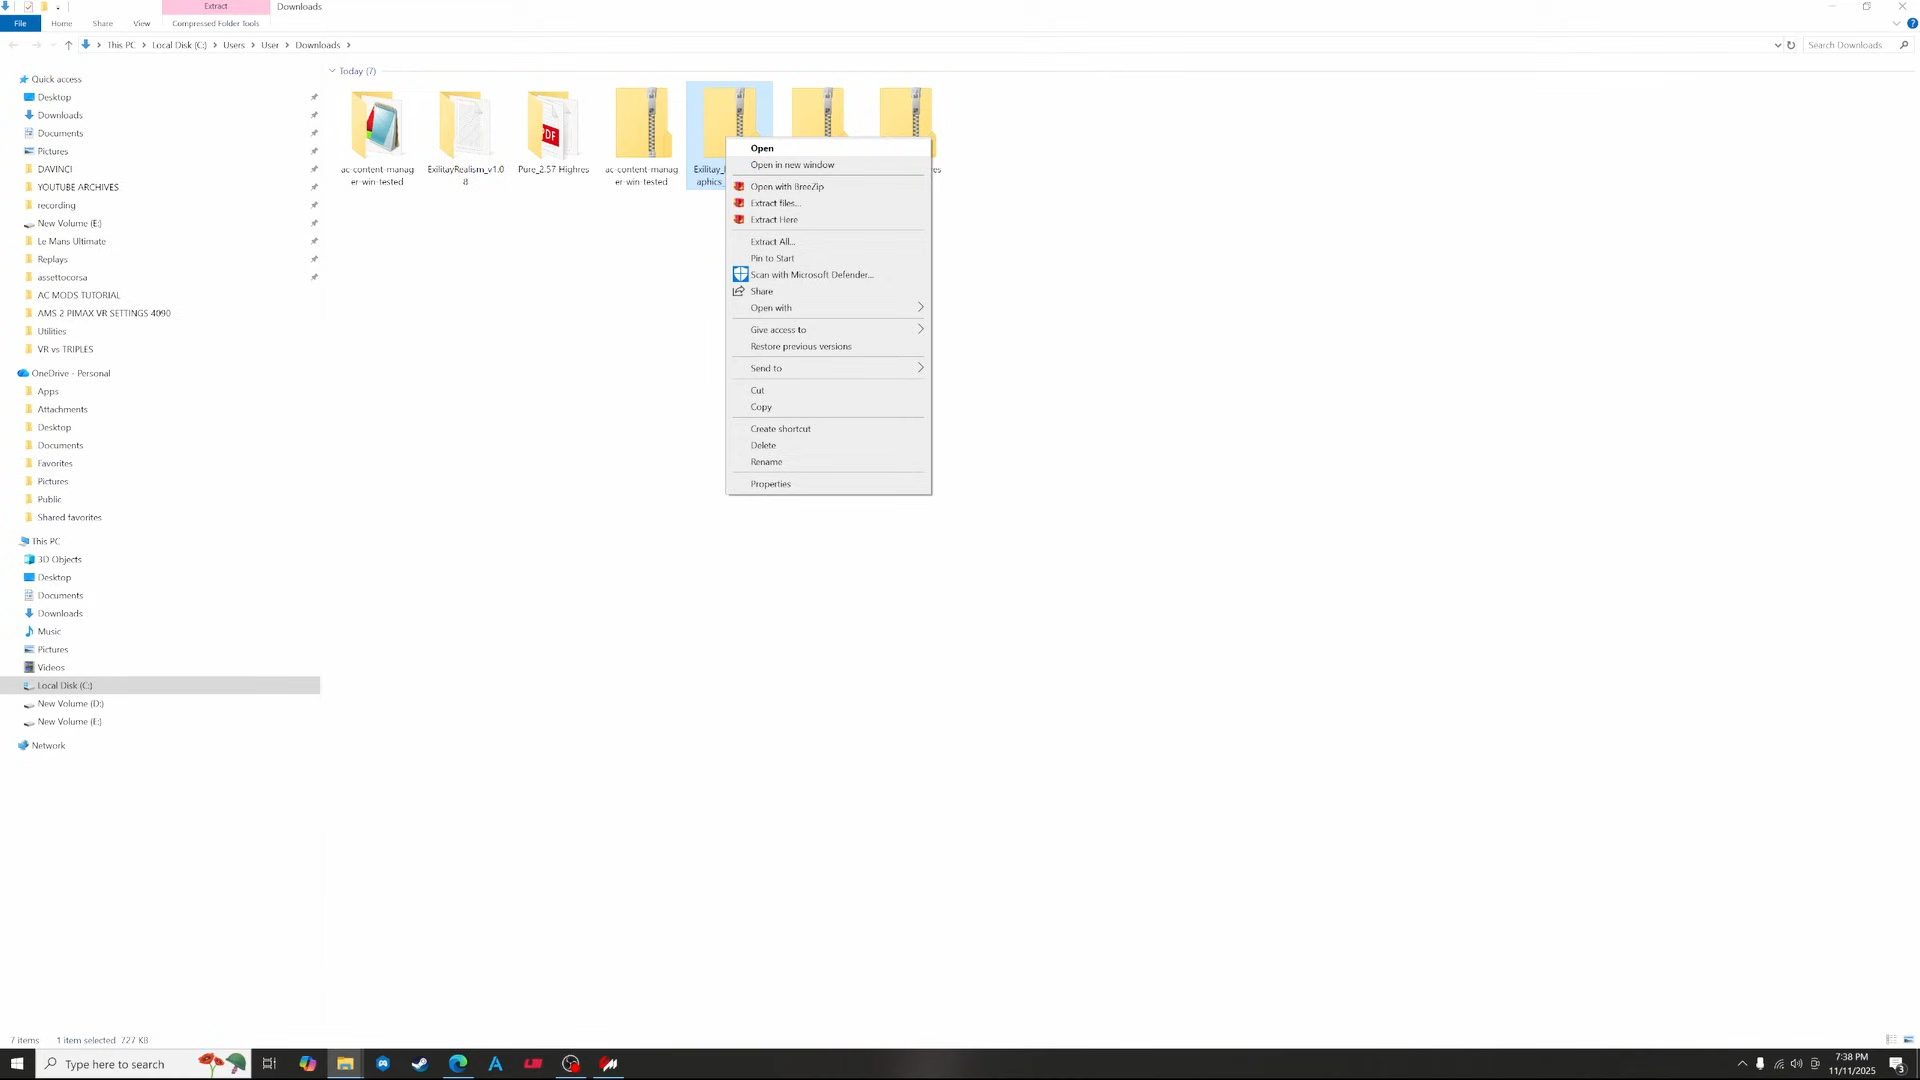 Extract
Downloads
File
Home
Share
View
Compressed Folder Tools
This PC
Local Disk (C:)
Users
User
Downloads
Search Downloads
Quick access
Desktop
Downloads
Documents
Pictures
DAVINCI
YOUTUBE ARCHIVES
recording
New Volume (E:)
Le Mans Ultimate
Replays
assettocorsa
AC MODS TUTORIAL
AMS 2 PIMAX VR SETTINGS 4090
Utilities
VR vs TRIPLES
OneDrive - Personal
Apps
Attachments
Desktop
Documents
Favorites
Pictures
Public
Shared favorites
This PC
3D Objects
Desktop
Documents
Downloads
Music
Pictures
Videos
Local Disk (C:)
New Volume (D:)
New Volume (E:)
Network
Today (7)
PDF
ac-content-manag
er-win-tested
ExilitayRealism_v1.0
8
Pure_2.57 Highres
ac-content-manag
er-win-tested
Exilitay_
aphics_
es
Open
Open in new window
Open with BreeZip
Extract files...
Extract Here
Extract All...
Pin to Start
Scan with Microsoft Defender...
Share
Open with
Give access to
Restore previous versions
Send to
Cut
Copy
Create shortcut
Delete
Rename
Properties
7 items
1 item selected 727 KB
Type here to search
7:38 PM
11/11/2025
3